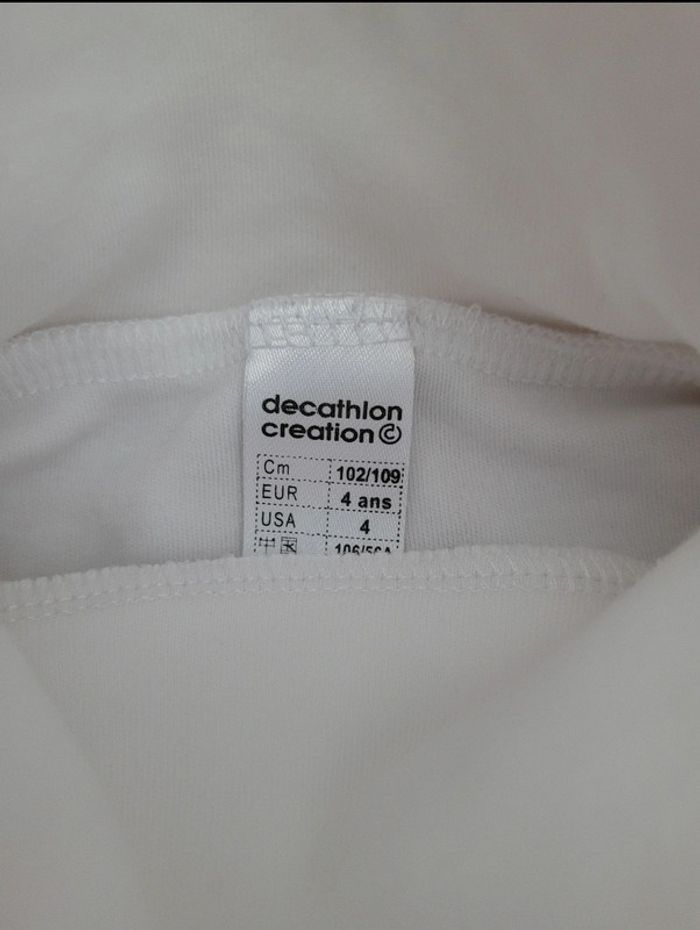 decathlon
creation ©
Cm 102/109
EUR 4 ans
USA 4